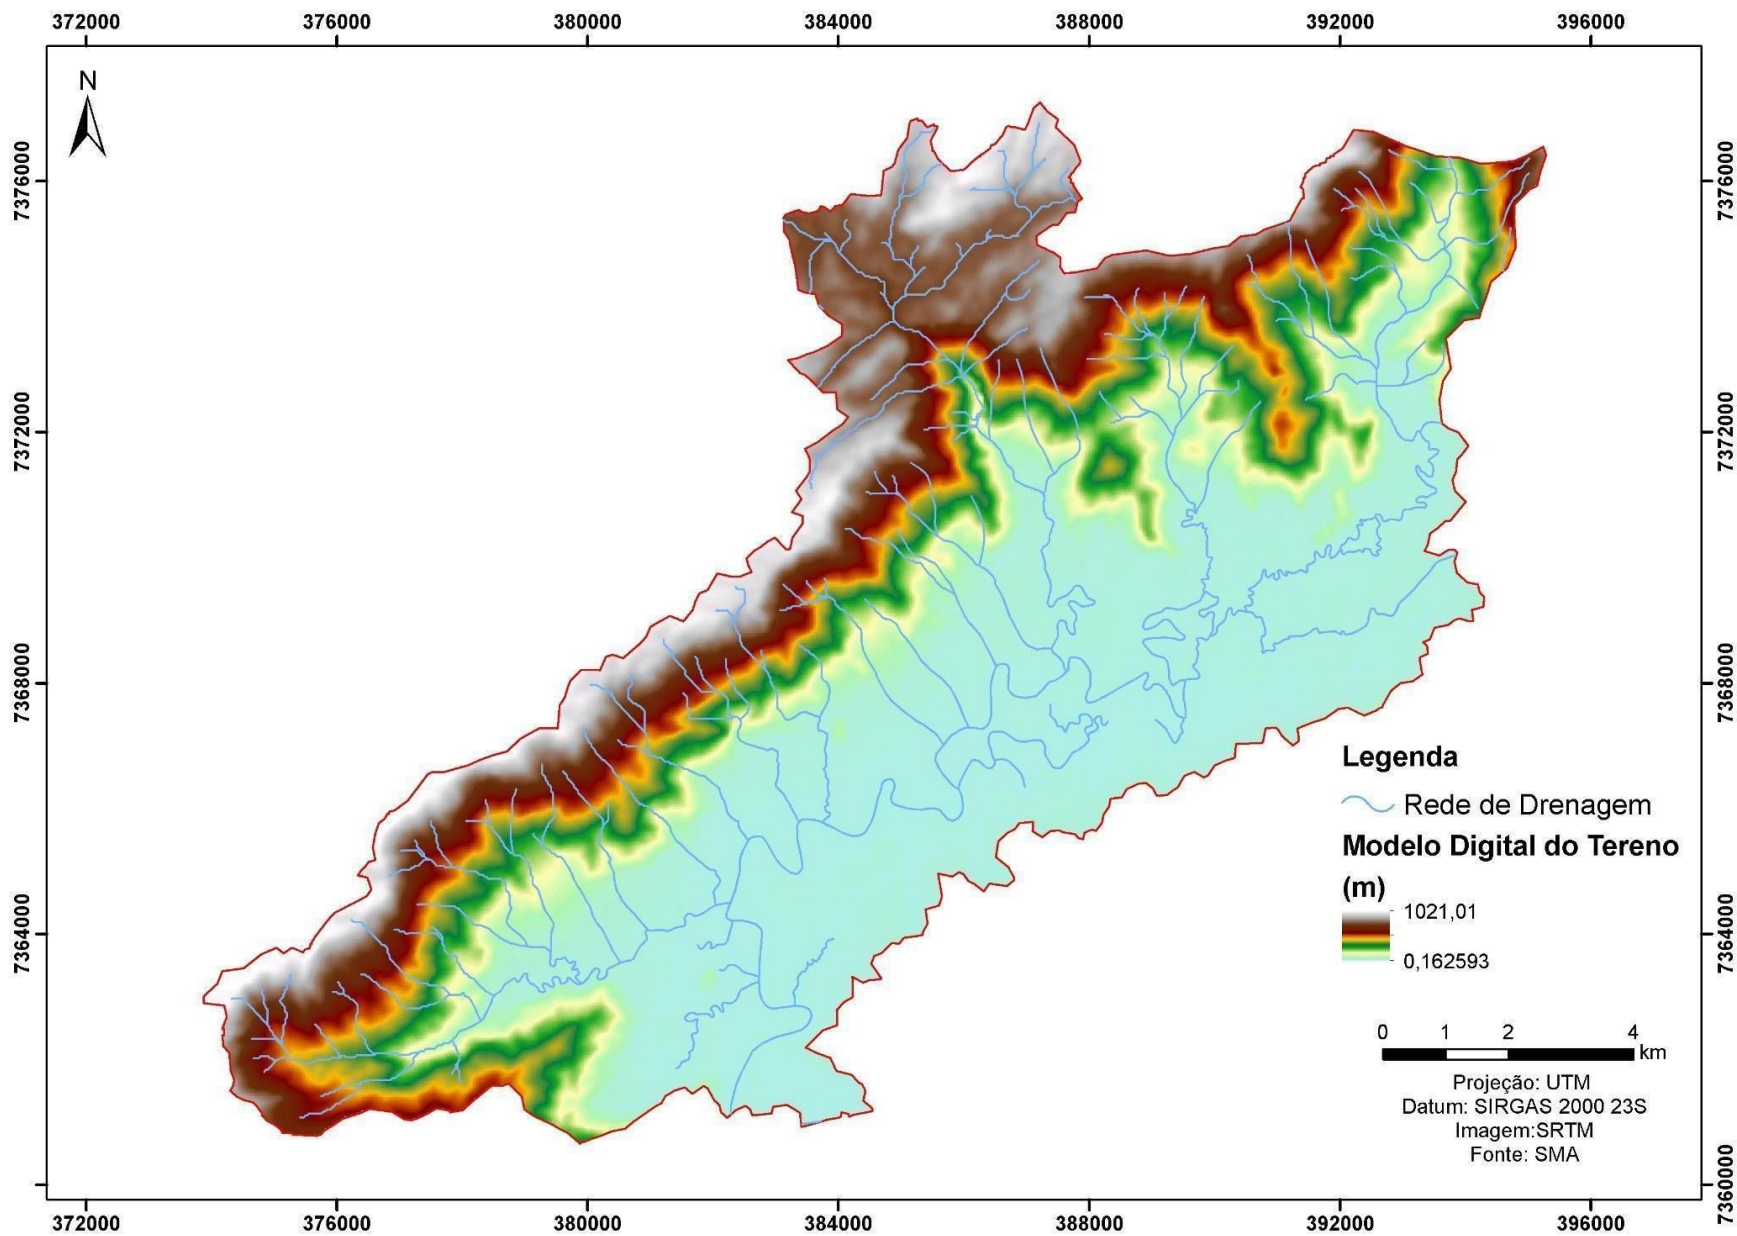 372000 376000 380000 384000 388000 392000 396000
N
7376000 7376000
7372000 7372000
7368000 7368000
Legenda
Rede de Drenagem
Modelo Digital do Tereno
(m)
1021,01
0,162593
7364000 7364000
0 1 2 4
km
Projeção: UTM
Datum: SIRGAS 2000 23S
Imagem:SRTM
Fonte: SMA
7360000
372000 376000 380000 384000 388000 392000 396000